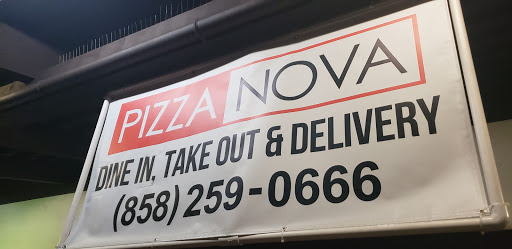 PIZZA NOVA
DINE IN, TAKE OUT & DELIVERY
(858) 259-0666